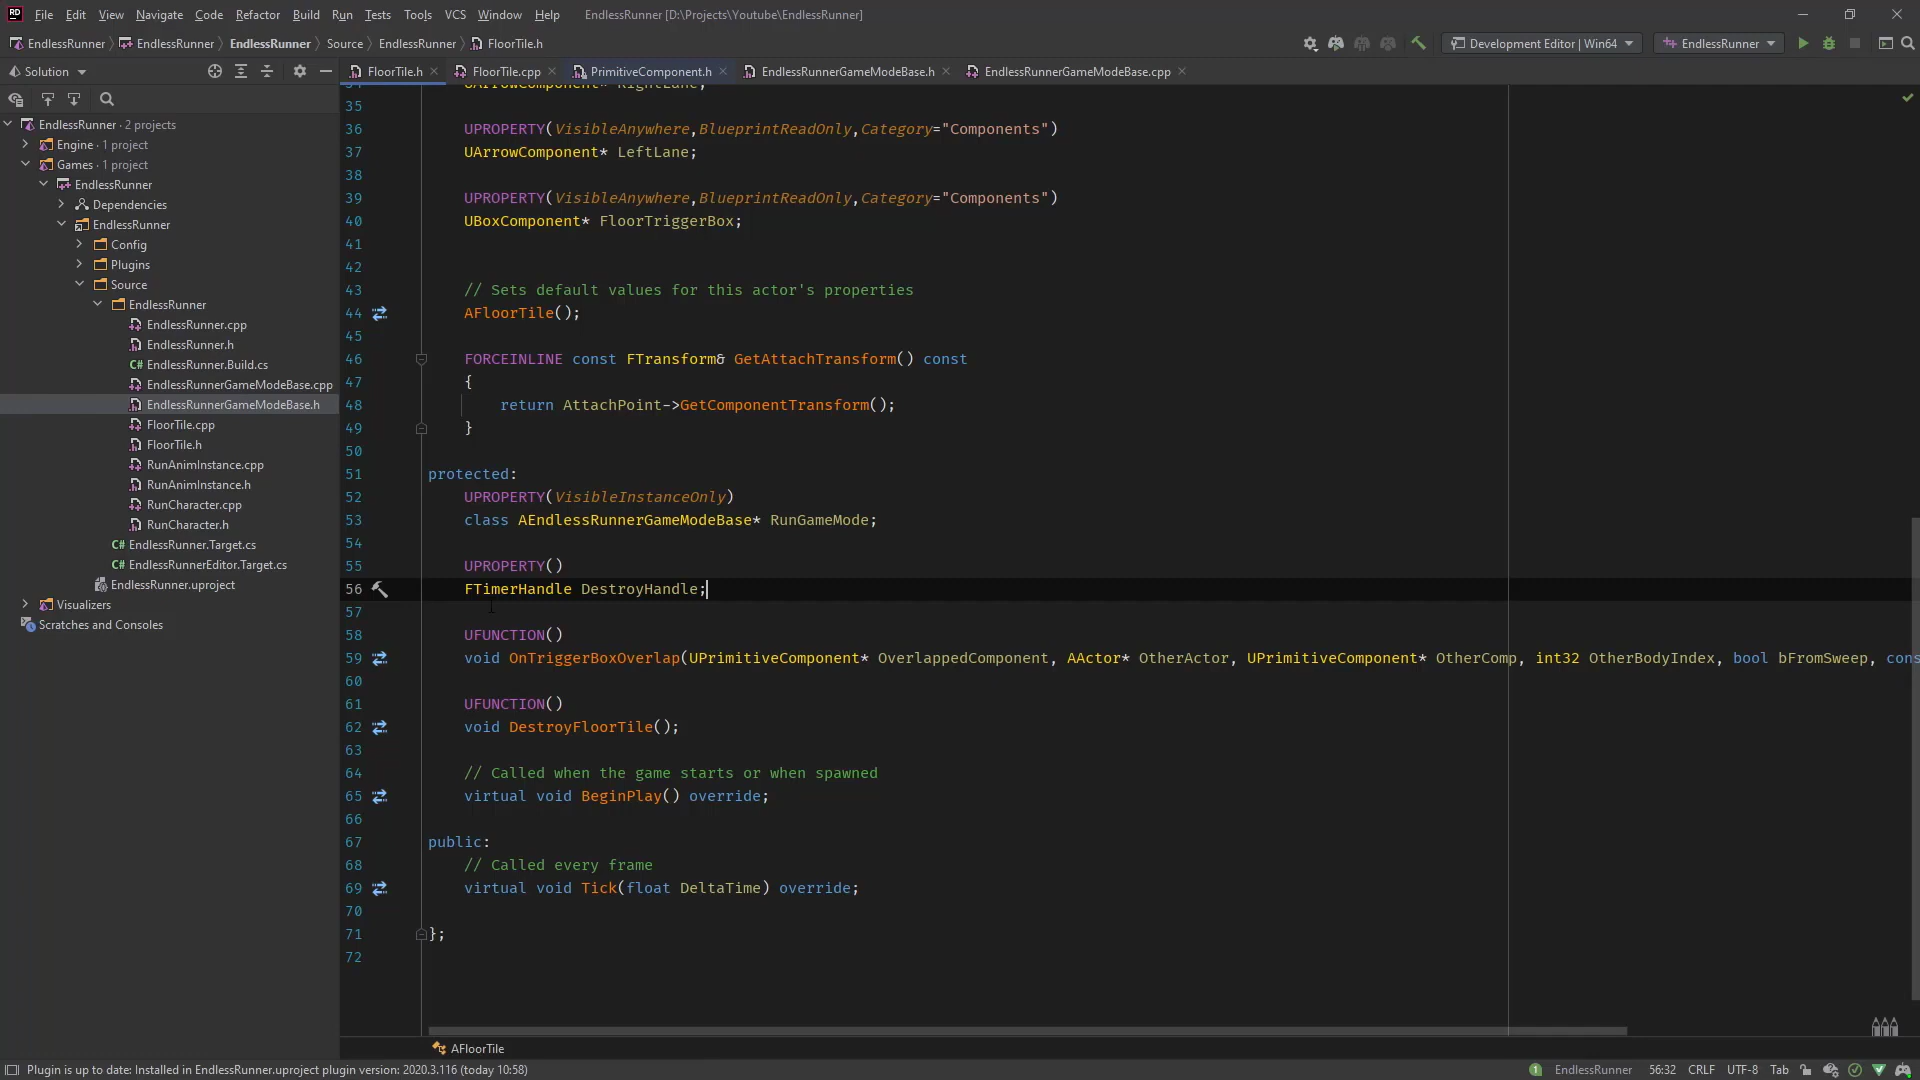 RD File Edit View Navigate Code Refactor Build Run Tests Tools VCS Window Help EndlessRunner [D:\Projects\Youtube\EndlessRunner]
EndlessRunner EndlessRunner EndlessRunner Source EndlessRunner FloorTile.h Development Editor | Win64 EndlessRunner
Solution FloorTile.h FloorTile.cpp PrimitiveComponent.h EndlessRunnerGameModeBase.h EndlessRunnerGameModeBase.cpp
EndlessRunner · 2 projects
Engine · 1 project
Games · 1 project
EndlessRunner
Dependencies
EndlessRunner
Config
Plugins
Source
EndlessRunner
EndlessRunner.cpp
EndlessRunner.h
C# EndlessRunner.Build.cs
EndlessRunnerGameModeBase.cpp
EndlessRunnerGameModeBase.h
FloorTile.cpp
FloorTile.h
RunAnimInstance.cpp
RunAnimInstance.h
RunCharacter.cpp
RunCharacter.h
C# EndlessRunner.Target.cs
C# EndlessRunnerEditor.Target.cs
EndlessRunner.uproject
Visualizers
Scratches and Consoles
34 UArrowComponent* RightLane;
35
36 UPROPERTY(VisibleAnywhere,BlueprintReadOnly,Category="Components")
37 UArrowComponent* LeftLane;
38
39 UPROPERTY(VisibleAnywhere,BlueprintReadOnly,Category="Components")
40 UBoxComponent* FloorTriggerBox;
41
42
43 // Sets default values for this actor's properties
44 AFloorTile();
45
46 FORCEINLINE const FTransform& GetAttachTransform() const
47 {
48 return AttachPoint->GetComponentTransform();
49 }
50
51 protected:
52 UPROPERTY(VisibleInstanceOnly)
53 class AEndlessRunnerGameModeBase* RunGameMode;
54
55 UPROPERTY()
56 FTimerHandle DestroyHandle;
57
58 UFUNCTION()
59 void OnTriggerBoxOverlap(UPrimitiveComponent* OverlappedComponent, AActor* OtherActor, UPrimitiveComponent* OtherComp, int32 OtherBodyIndex, bool bFromSweep, cons
60
61 UFUNCTION()
62 void DestroyFloorTile();
63
64 // Called when the game starts or when spawned
65 virtual void BeginPlay() override;
66
67 public:
68 // Called every frame
69 virtual void Tick(float DeltaTime) override;
70
71 };
72
AFloorTile
Plugin is up to date: Installed in EndlessRunner.uproject plugin version: 2020.3.116 (today 10:58) 1 EndlessRunner 56:32 CRLF UTF-8 Tab